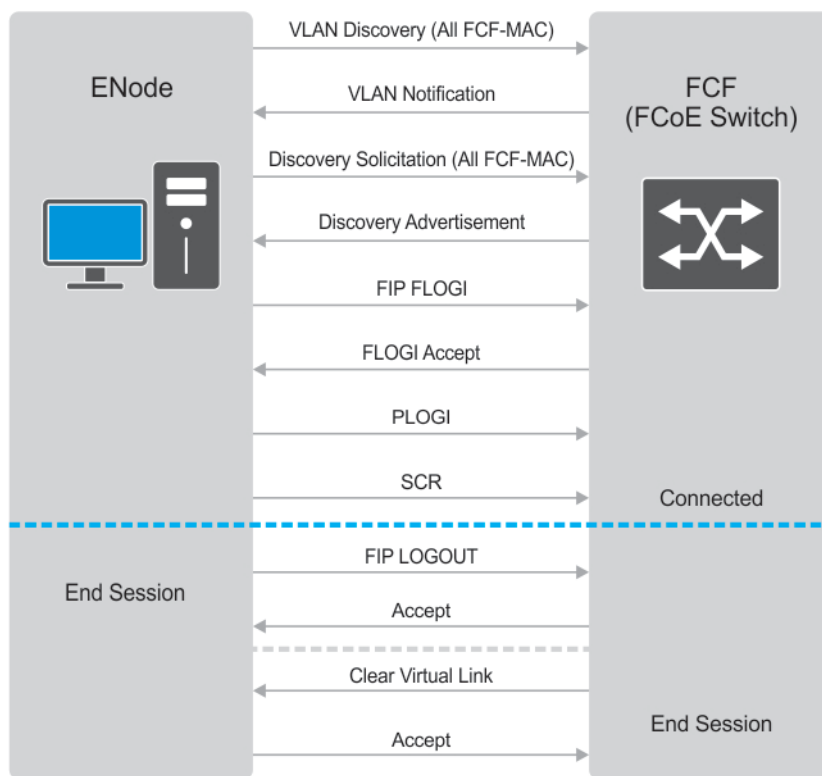 VLAN Discovery (All FCF-MAC)
ENode
FCF
(FCoE Switch)
VLAN Notification
Discovery Solicitation (All FCF-MAC)
Discovery Advertisement
FIP FLOGI
FLOGI Accept
PLOGI
SCR
Connected
FIP LOGOUT
End Session
Accept
Clear Virtual Link
End Session
Accept